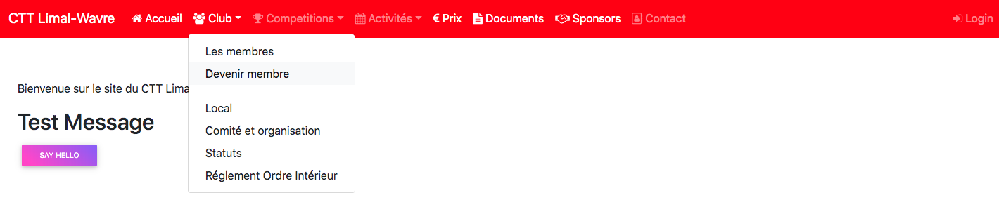 CTT Limal-Wavre Accueil Club Competitions Activités € Prix Documents Sponsors Contact Login
Les membres
Devenir membre
Bienvenue sur le site du CTT Lima
Local
Test Message
Comité et organisation
SAY HELLO
Statuts
Réglement Ordre Intérieur